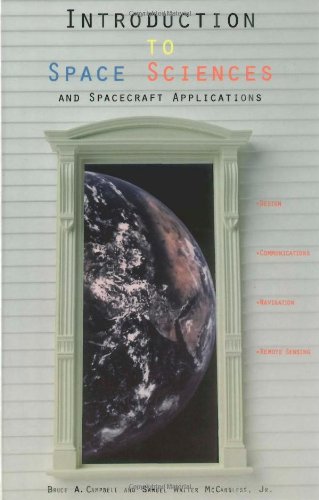 INTRODUCTION
TO
SPACE SCIENCES
AND SPACECRAFT APPLICATIONS
•DESIGN
•COMMUNICATIONS
•NAVIGATION
•REMOTE SENSING
BRUCE A. CAMPBELL AND SAMUEL WALTER MCCANDLESS, JR.